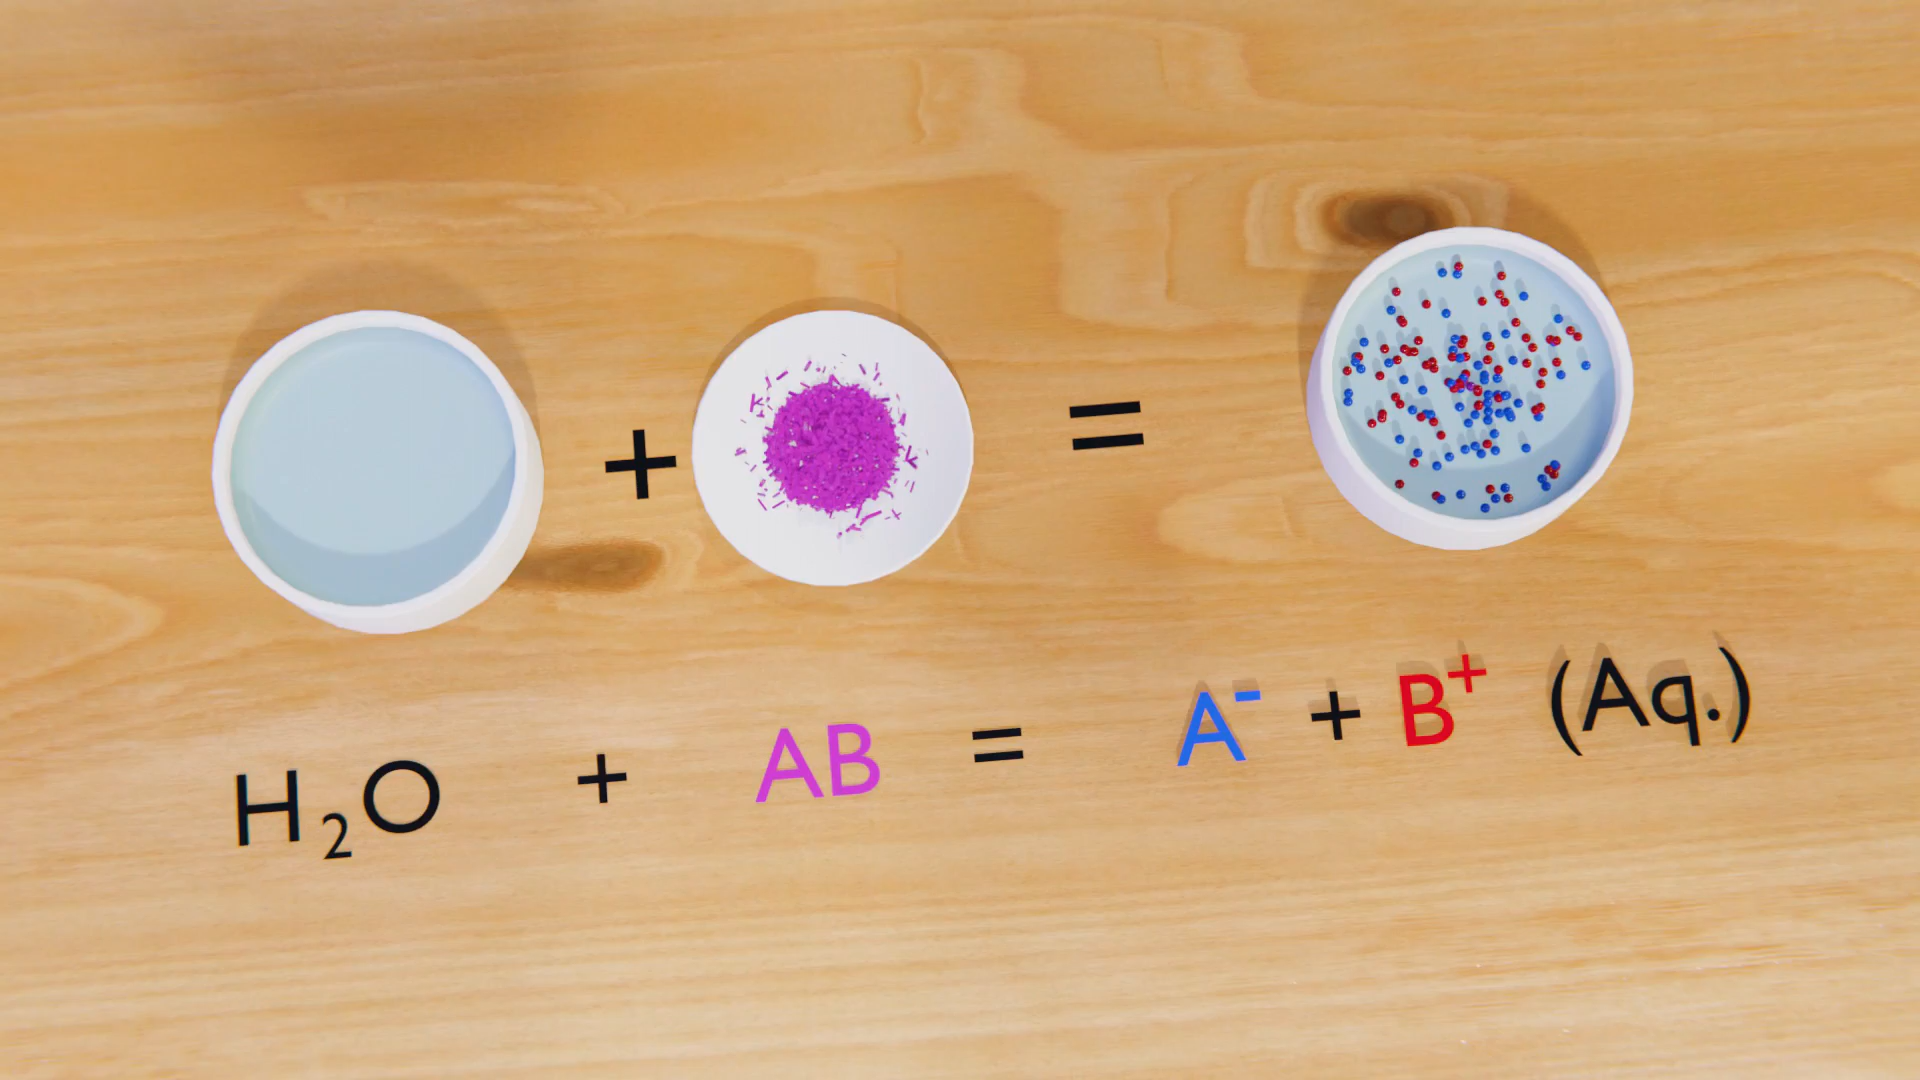 + =
H₂O + AB = A⁻ + B⁺ (Aq.)